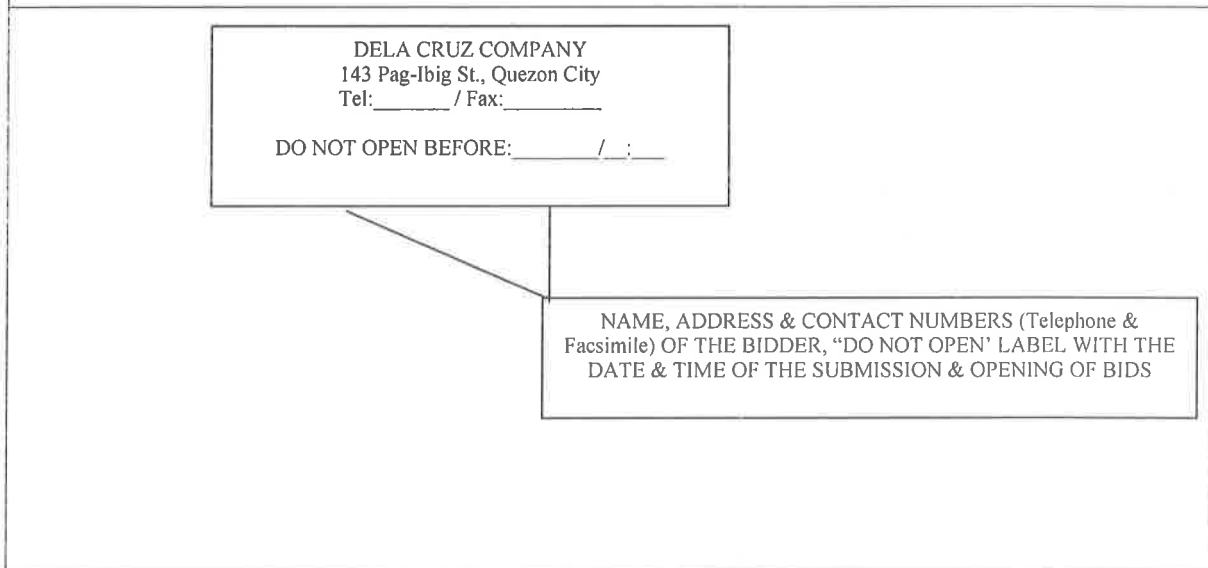 DELA CRUZ COMPANY
143 Pag-Ibig St., Quezon City
Tel:_______ / Fax:_________
DO NOT OPEN BEFORE:________/__:___
NAME, ADDRESS & CONTACT NUMBERS (Telephone &
Facsimile) OF THE BIDDER, “DO NOT OPEN’ LABEL WITH THE
DATE & TIME OF THE SUBMISSION & OPENING OF BIDS